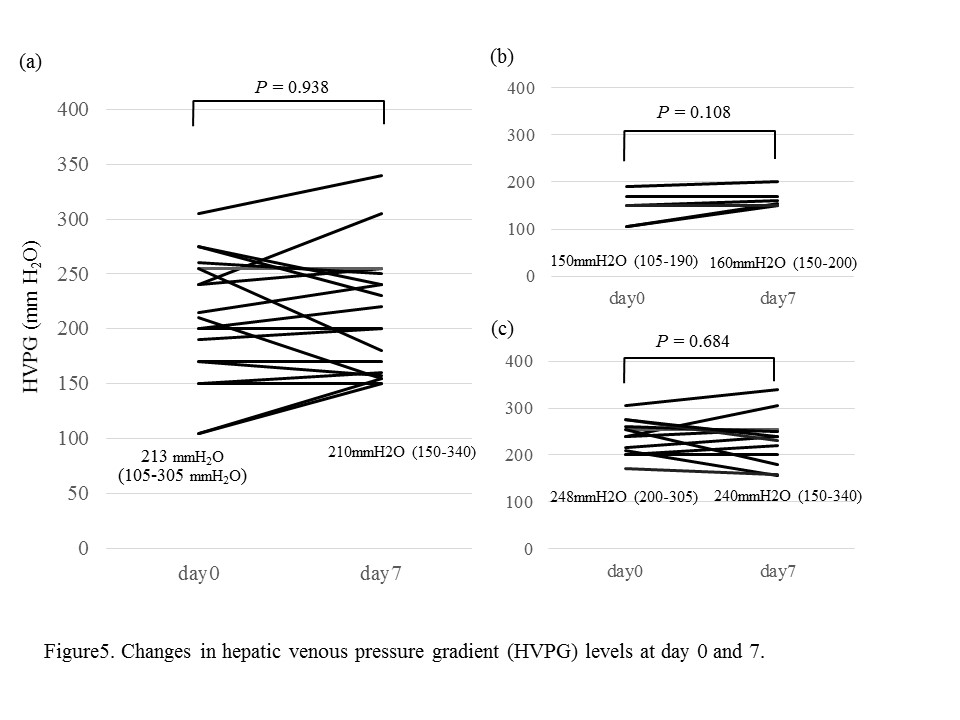 (a)
P = 0.938
HVPG (mm H2O)
400
350
300
250
200
150
100
50
0
213 mmH2O
(105-305 mmH2O)
210mmH2O (150-340)
day0
day7
(b)
P = 0.108
400
300
200
100
0
150mmH2O (105-190)
160mmH2O (150-200)
day0
day7
(c)
P = 0.684
400
300
200
100
0
248mmH2O (200-305)
240mmH2O (150-340)
day0
day7
Figure5. Changes in hepatic venous pressure gradient (HVPG) levels at day 0 and 7.